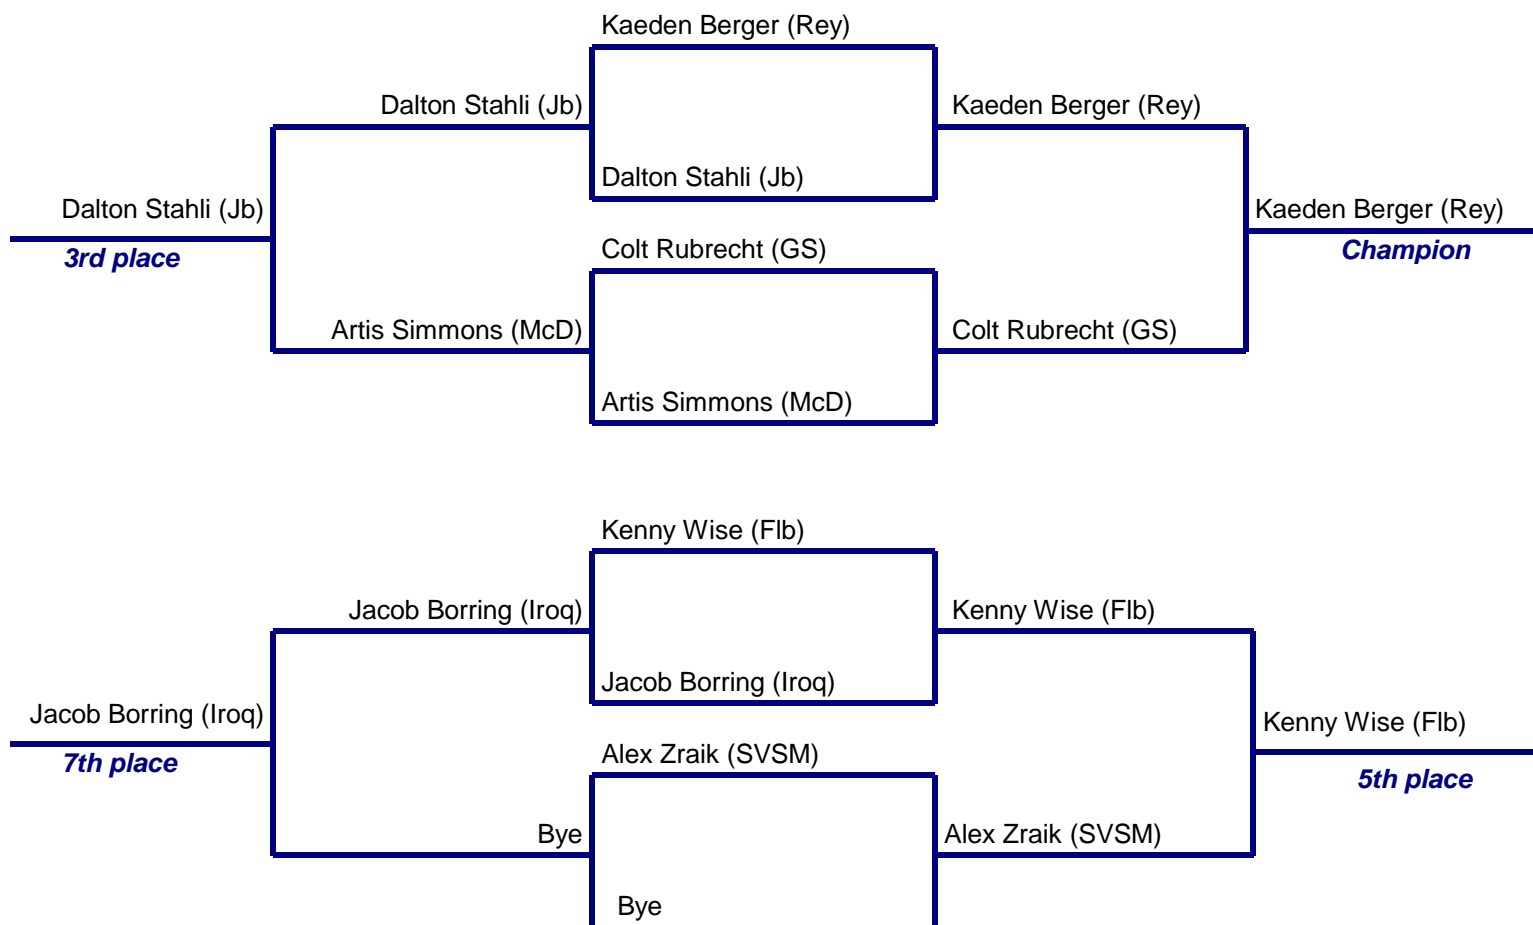 Kaeden Berger (Rey)
Dalton Stahli (Jb)
Kaeden Berger (Rey)
Dalton Stahli (Jb)
Dalton Stahli (Jb)
Kaeden Berger (Rey)
3rd place
Colt Rubrecht (GS)
Champion
Artis Simmons (McD)
Colt Rubrecht (GS)
Artis Simmons (McD)
Kenny Wise (Flb)
Jacob Borring (Iroq)
Kenny Wise (Flb)
Jacob Borring (Iroq)
Jacob Borring (Iroq)
Kenny Wise (Flb)
7th place
Alex Zraik (SVSM)
5th place
Bye
Alex Zraik (SVSM)
Bye